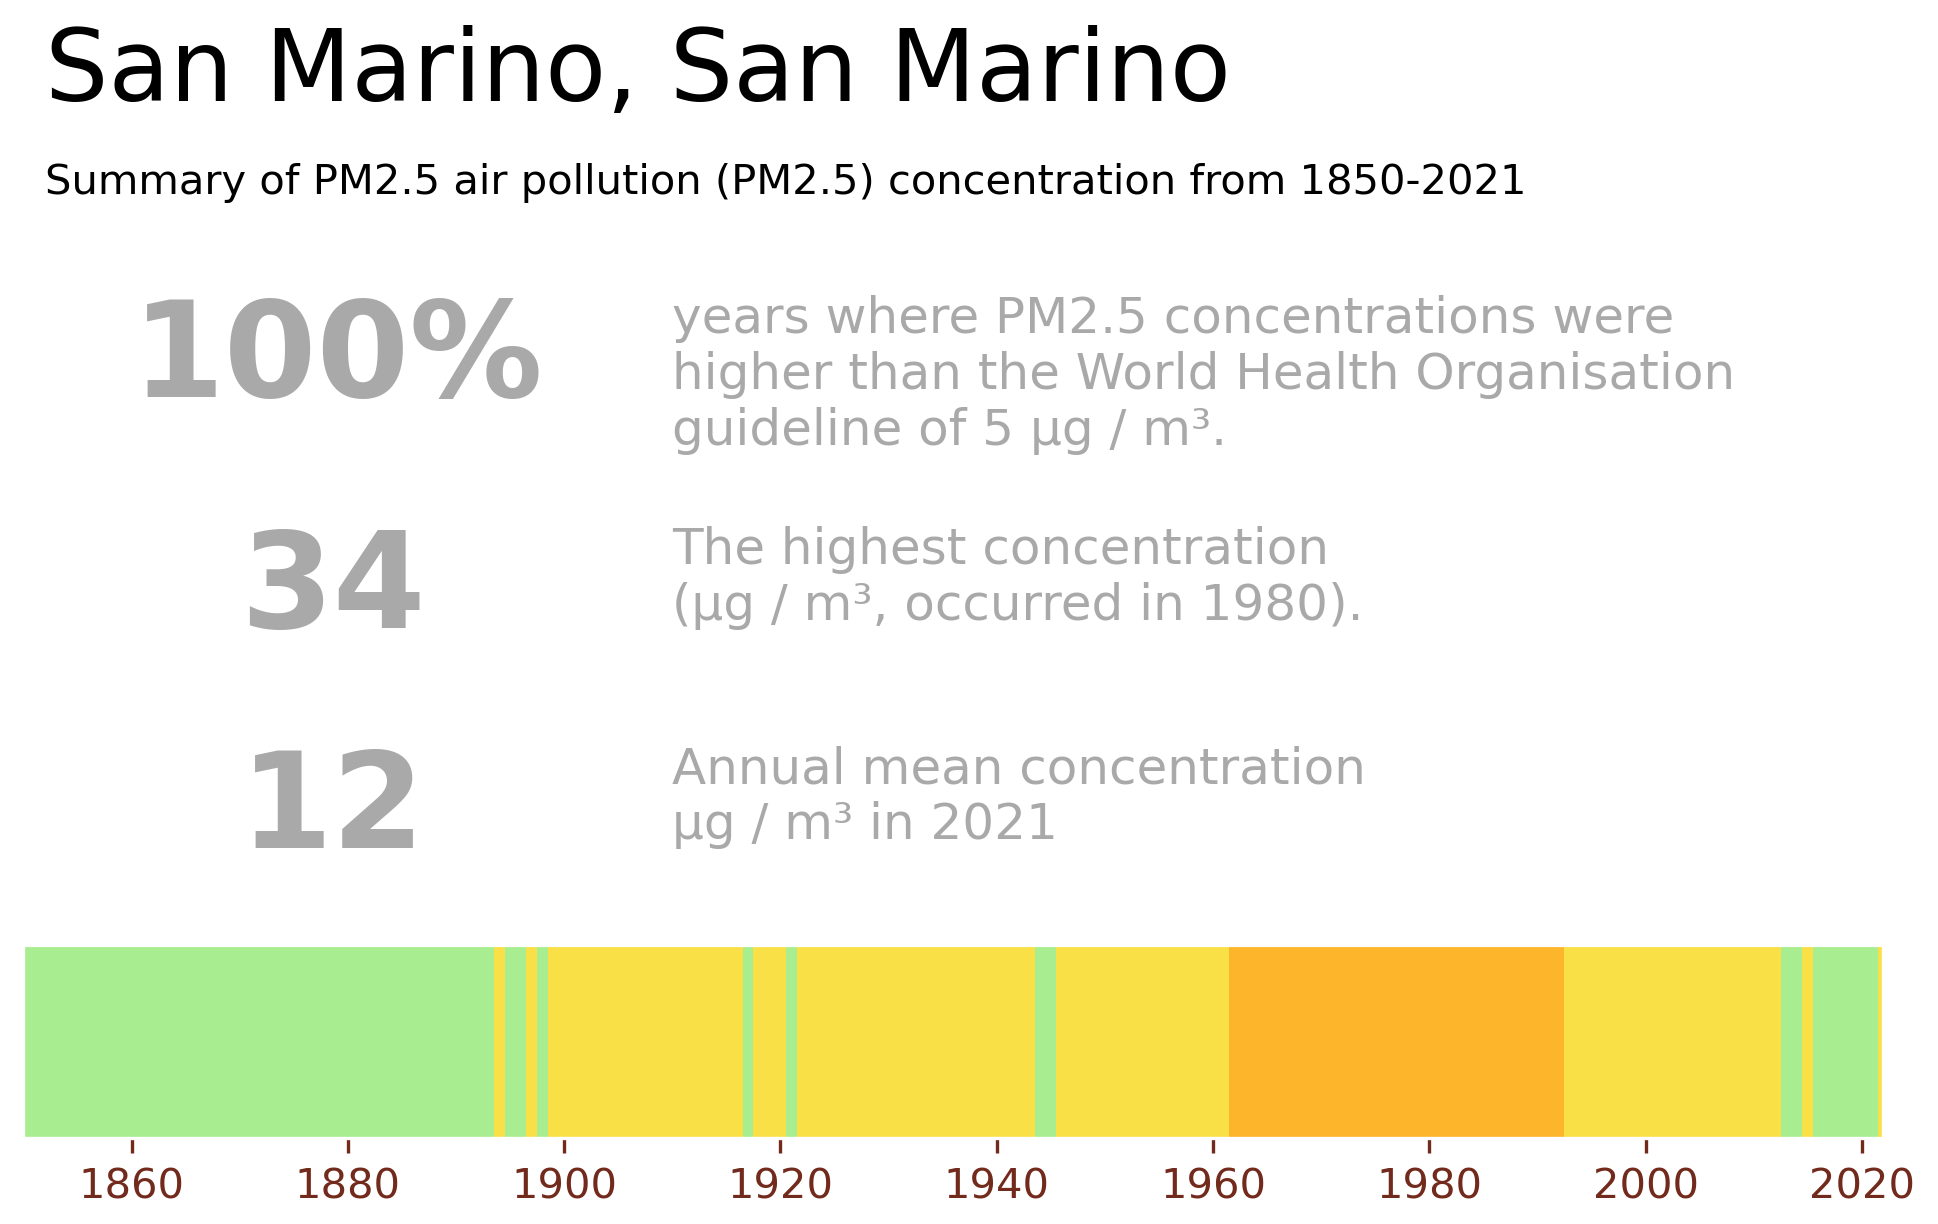 San Marino, San Marino
Summary of PM2.5 air pollution (PM2.5) concentration from 1850-2021
100%
years where PM2.5 concentrations were
higher than the World Health Organisation
guideline of 5 µg / m³.
34
The highest concentration
(µg / m³, occurred in 1980).
12
Annual mean concentration
µg / m³ in 2021
1860 1880 1900 1920 1940 1960 1980 2000 2020